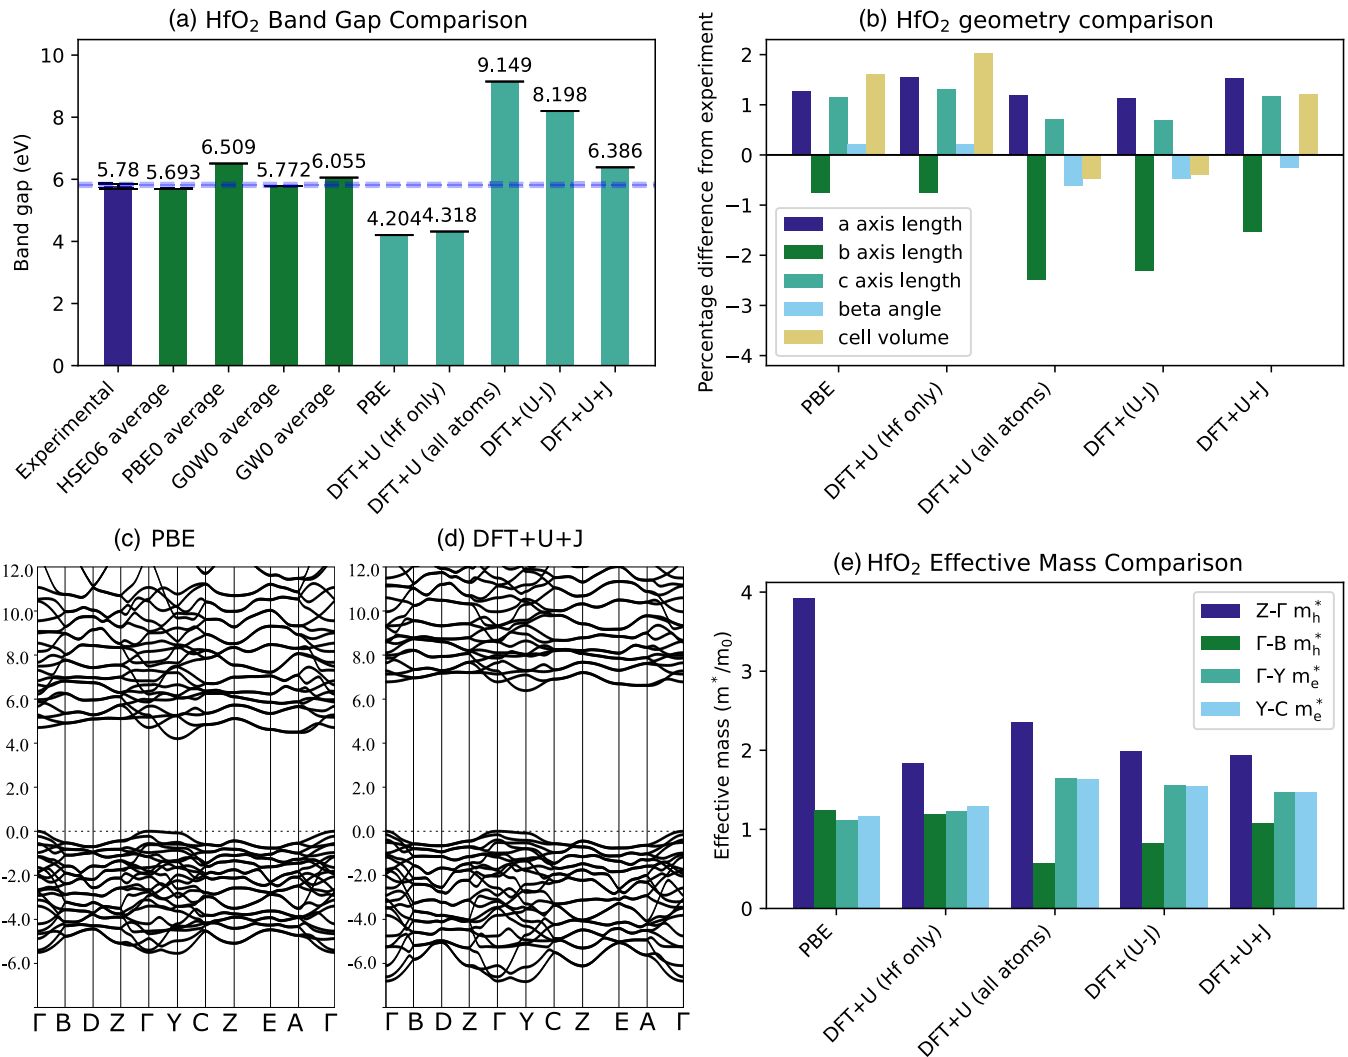 (a) HfO₂ Band Gap Comparison
Band gap (eV)
10
8
6
4
2
0
5.78
5.693
6.509
5.772
6.055
4.204
4.318
9.149
8.198
6.386
Experimental
HSE06 average
PBE0 average
G0W0 average
GW0 average
PBE
DFT+U (Hf only)
DFT+U (all atoms)
DFT+(U-J)
DFT+U+J
(b) HfO₂ geometry comparison
Percentage difference from experiment
2
1
0
−1
−2
−3
−4
a axis length
b axis length
c axis length
beta angle
cell volume
PBE
DFT+U (Hf only)
DFT+U (all atoms)
DFT+(U-J)
DFT+U+J
(c) PBE
12.0
10.0
8.0
6.0
4.0
2.0
0.0
-2.0
-4.0
-6.0
Γ B D Z Γ Y C Z E A Γ
(d) DFT+U+J
12.0
10.0
8.0
6.0
4.0
2.0
0.0
-2.0
-4.0
-6.0
Γ B D Z Γ Y C Z E A Γ
(e) HfO₂ Effective Mass Comparison
Effective mass (m*/m₀)
4
3
2
1
0
Z-Γ m*h
Γ-B m*h
Γ-Y m*e
Y-C m*e
PBE
DFT+U (Hf only)
DFT+U (all atoms)
DFT+(U-J)
DFT+U+J